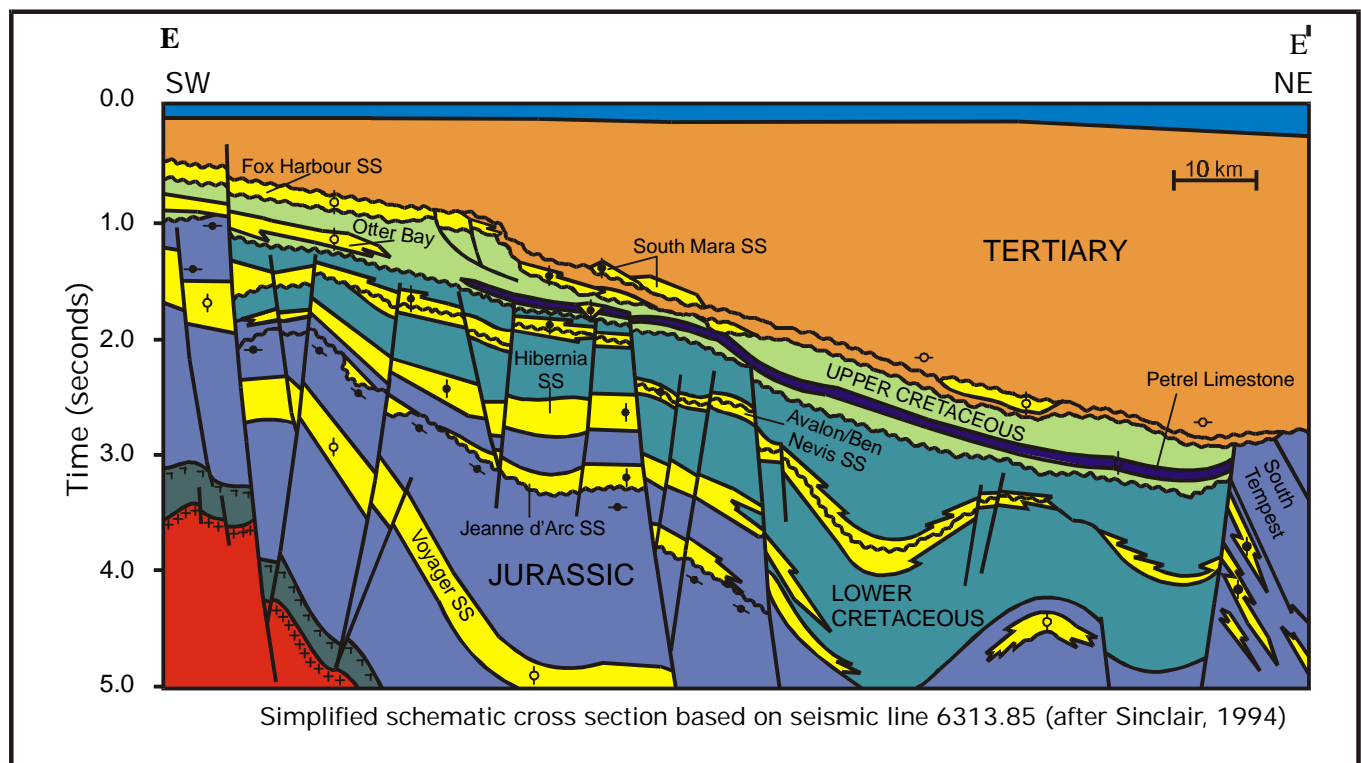 E
E'
SW
NE
0.0
1.0
2.0
3.0
4.0
5.0
Time (seconds)
Fox Harbour SS
10 km
Otter Bay
South Mara SS
TERTIARY
Hibernia
SS
UPPER CRETACEOUS
Petrel Limestone
Avalon/Ben
Nevis SS
South
Tempest
Jeanne d'Arc SS
Voyager SS
JURASSIC
LOWER
CRETACEOUS
Simplified schematic cross section based on seismic line 6313.85 (after Sinclair, 1994)